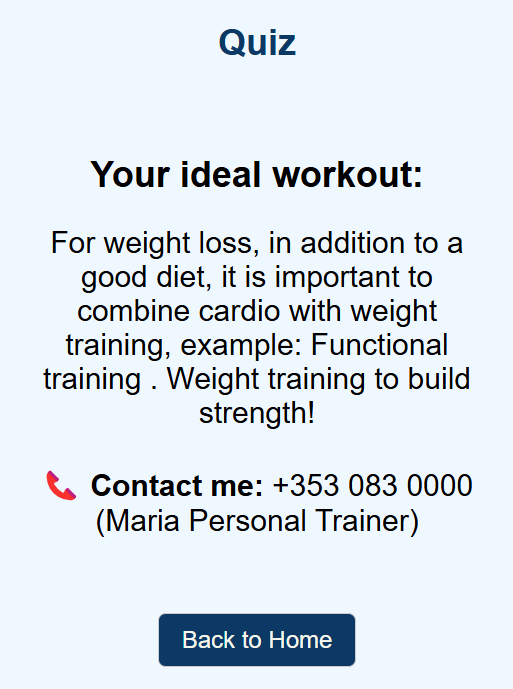 Quiz
Your ideal workout:
For weight loss, in addition to a
good diet, it is important to
combine cardio with weight
training, example: Functional
training . Weight training to build
strength!
Contact me: +353 083 0000
(Maria Personal Trainer)
Back to Home